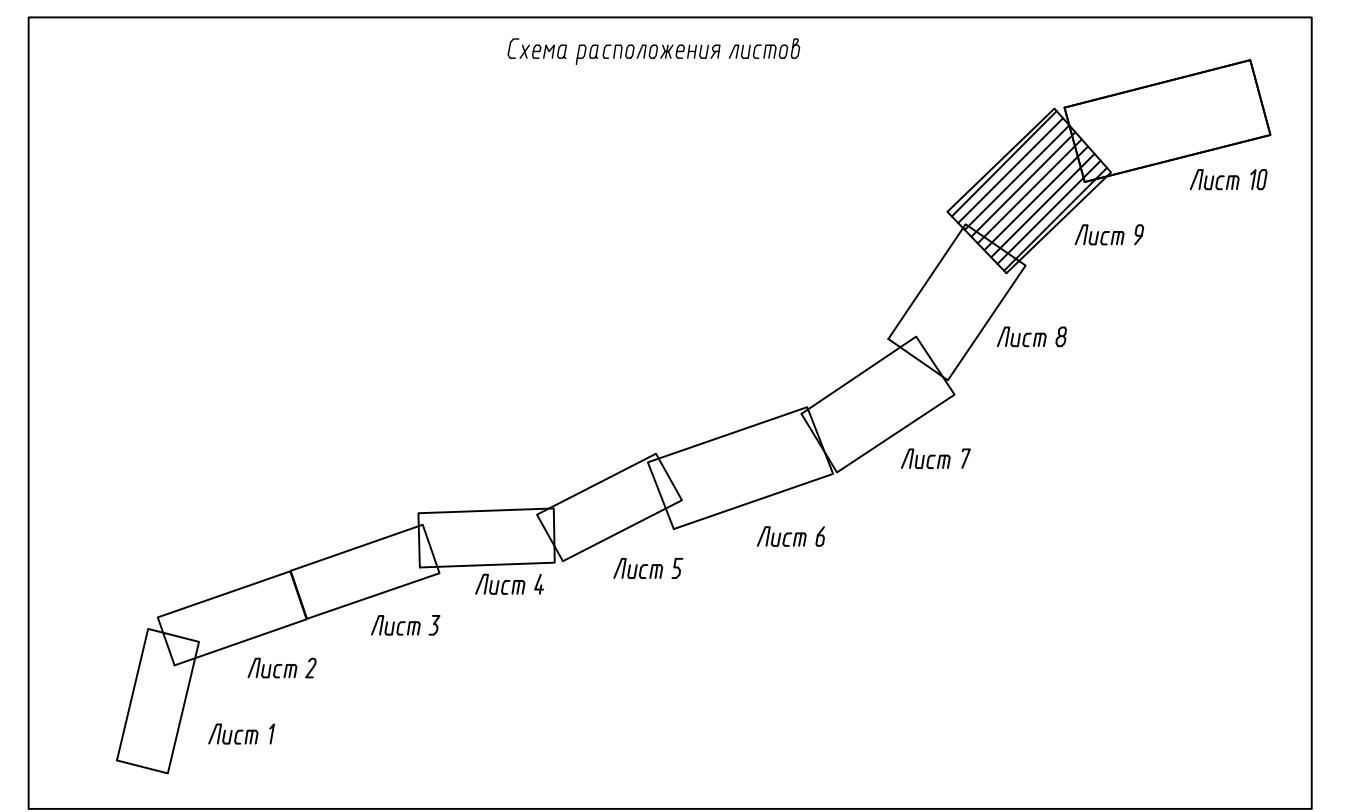 Схема расположения листов
Лист 10
Лист 9
Лист 8
Лист 7
Лист 6
Лист 5
Лист 4
Лист 3
Лист 2
Лист 1